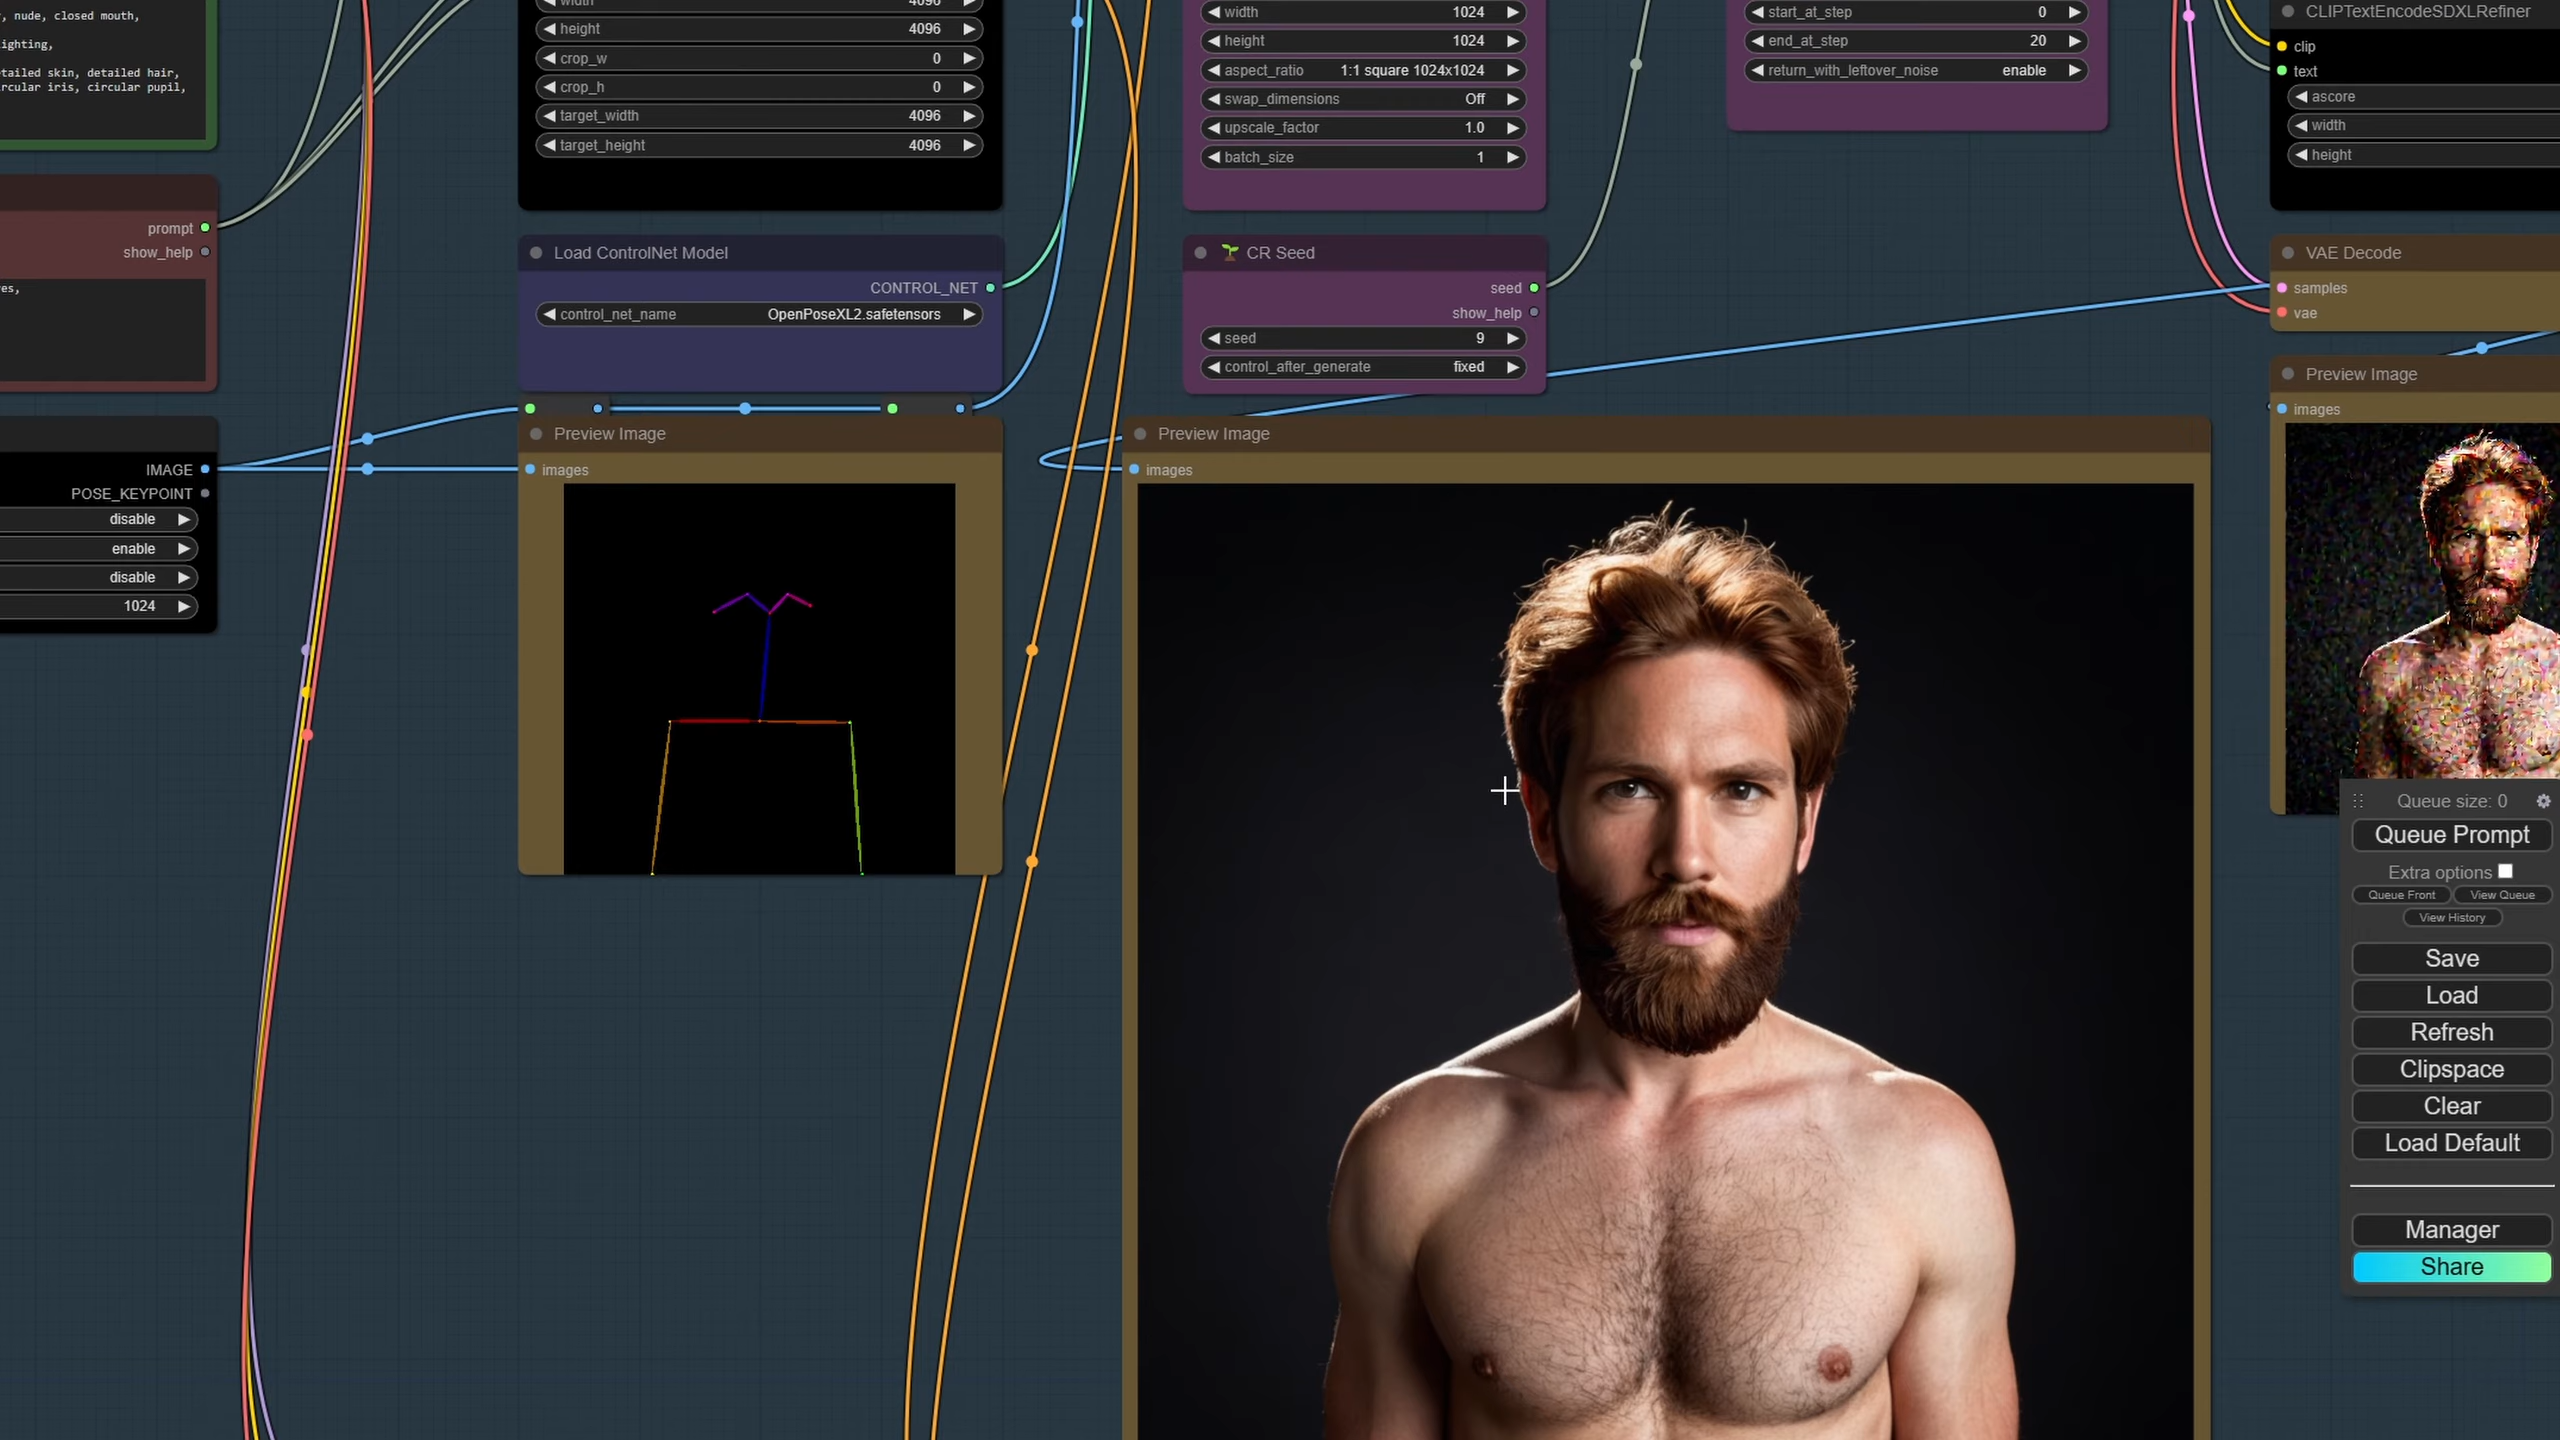 , nude, closed mouth,
ighting,
etailed skin, detailed hair,
rcular iris, circular pupil,
prompt
show_help
es,
IMAGE
POSE_KEYPOINT
disable
enable
disable
1024
width 4096
height 4096
crop_w 0
crop_h 0
target_width 4096
target_height 4096
Load ControlNet Model
CONTROL_NET
control_net_name OpenPoseXL2.safetensors
Preview Image
images
width 1024
height 1024
aspect_ratio 1:1 square 1024x1024
swap_dimensions Off
upscale_factor 1.0
batch_size 1
CR Seed
seed
show_help
seed 9
control_after_generate fixed
Preview Image
images
start_at_step 0
end_at_step 20
return_with_leftover_noise enable
CLIPTextEncodeSDXLRefiner
clip
text
ascore
width
height
VAE Decode
samples
vae
Preview Image
images
Queue size: 0
Queue Prompt
Extra options
Queue Front View Queue
View History
Save
Load
Refresh
Clipspace
Clear
Load Default
Manager
Share